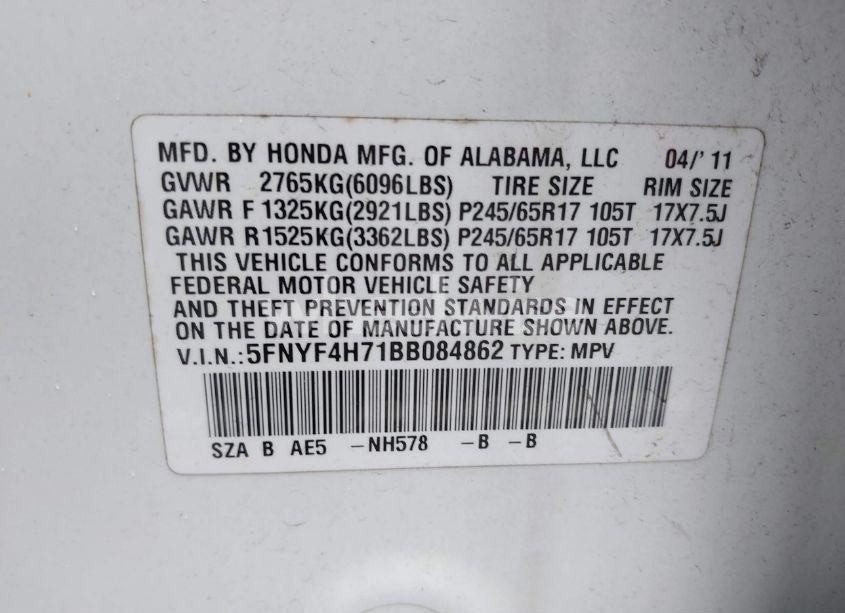 MFD. BY HONDA MFG. OF ALABAMA, LLC 04/'11
GVWR 2765KG(6096LBS) TIRE SIZE RIM SIZE
GAWR F 1325KG(2921LBS) P245/65R17 105T 17X7.5J
GAWR R 1525KG(3362LBS) P245/65R17 105T 17X7.5J
THIS VEHICLE CONFORMS TO ALL APPLICABLE
FEDERAL MOTOR VEHICLE SAFETY
AND THEFT PREVENTION STANDARDS IN EFFECT
ON THE DATE OF MANUFACTURE SHOWN ABOVE.
V.I.N.: 5FNYF4H71BB084862 TYPE: MPV
SZA B AE5 -NH578 -B -B